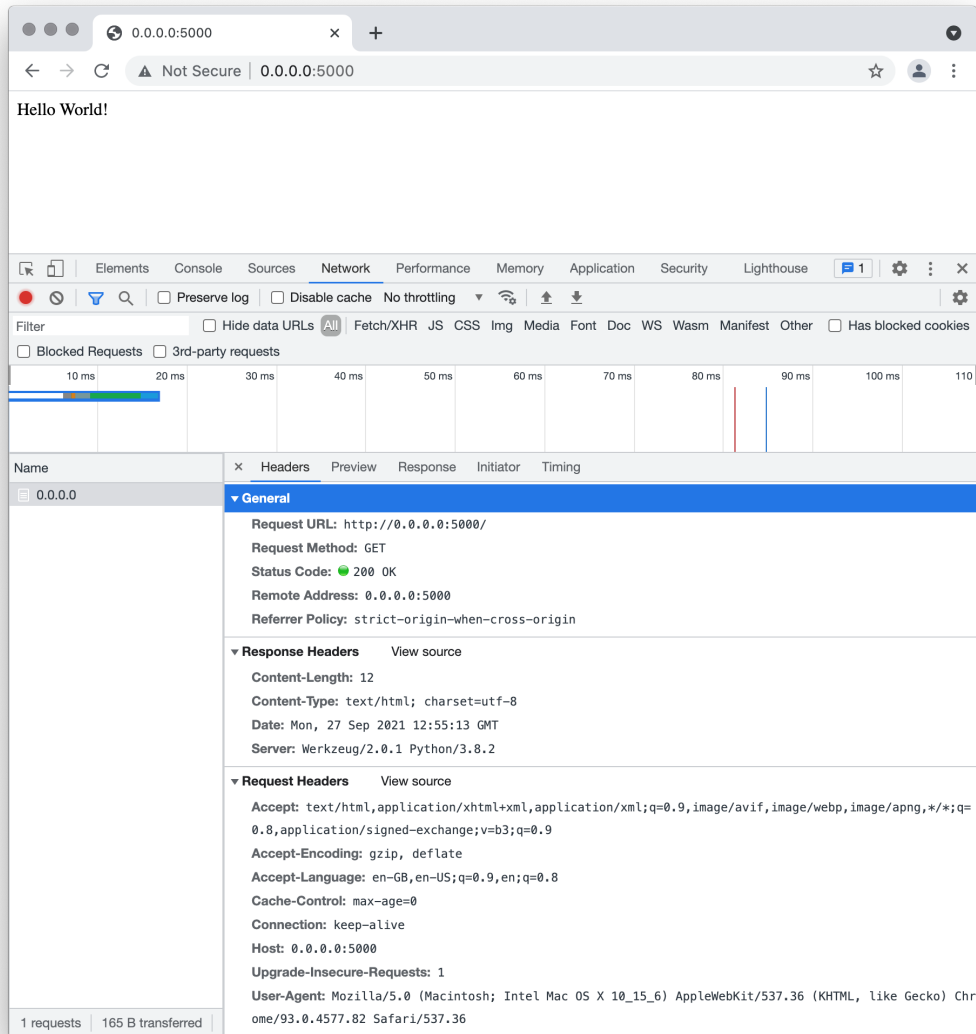 0.0.0.0:5000
Not Secure 0.0.0.0:5000
Hello World!
Elements Console Sources Network Performance Memory Application Security Lighthouse 1
Preserve log Disable cache No throttling
Filter Hide data URLs All Fetch/XHR JS CSS Img Media Font Doc WS Wasm Manifest Other Has blocked cookies
Blocked Requests 3rd-party requests
10 ms 20 ms 30 ms 40 ms 50 ms 60 ms 70 ms 80 ms 90 ms 100 ms 110
Name Headers Preview Response Initiator Timing
0.0.0.0
General
Request URL: http://0.0.0.0:5000/
Request Method: GET
Status Code: 200 OK
Remote Address: 0.0.0.0:5000
Referrer Policy: strict-origin-when-cross-origin
Response Headers View source
Content-Length: 12
Content-Type: text/html; charset=utf-8
Date: Mon, 27 Sep 2021 12:55:13 GMT
Server: Werkzeug/2.0.1 Python/3.8.2
Request Headers View source
Accept: text/html,application/xhtml+xml,application/xml;q=0.9,image/avif,image/webp,image/apng,*/*;q=
0.8,application/signed-exchange;v=b3;q=0.9
Accept-Encoding: gzip, deflate
Accept-Language: en-GB,en-US;q=0.9,en;q=0.8
Cache-Control: max-age=0
Connection: keep-alive
Host: 0.0.0.0:5000
Upgrade-Insecure-Requests: 1
User-Agent: Mozilla/5.0 (Macintosh; Intel Mac OS X 10_15_6) AppleWebKit/537.36 (KHTML, like Gecko) Chr
ome/93.0.4577.82 Safari/537.36
1 requests 165 B transferred